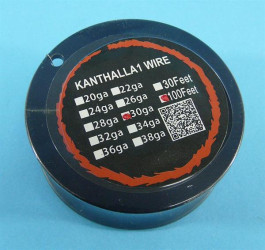 KANTHALLA1 WIRE
20ga 22ga 30Feet
24ga 26ga 100Feet
28ga 30ga
32ga 34ga
36ga 38ga